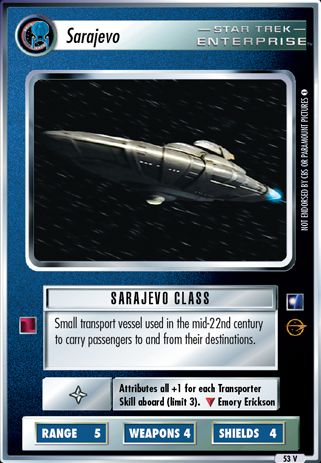 Sarajevo
STAR TREK
ENTERPRISE
NOT ENDORSED BY CBS OR PARAMOUNT PICTURES
SARAJEVO CLASS
Small transport vessel used in the mid-22nd century
to carry passengers to and from their destinations.
Attributes all +1 for each Transporter
Skill aboard (limit 3). ▼ Emory Erickson
RANGE 5 WEAPONS 4 SHIELDS 4
53 V